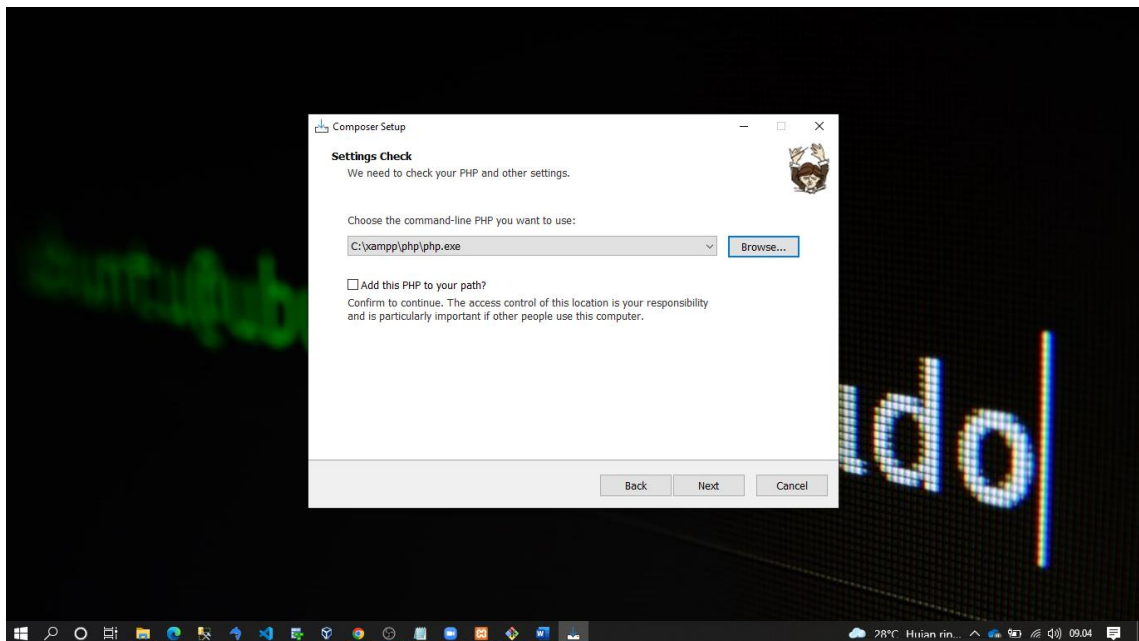 Composer Setup
Settings Check
We need to check your PHP and other settings.
Choose the command-line PHP you want to use:
C:\xampp\php\php.exe
Browse...
Add this PHP to your path?
Confirm to continue. The access control of this location is your responsibility
and is particularly important if other people use this computer.
Back Next Cancel
28°C Hujan rin... 09.04